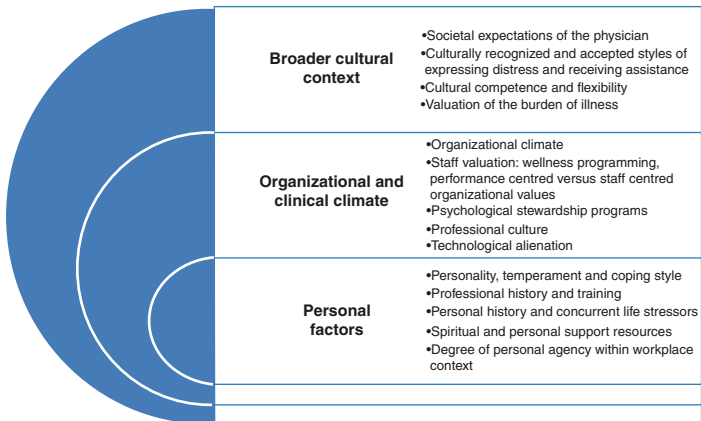 Broader cultural
context
•Societal expectations of the physician
•Culturally recognized and accepted styles of
expressing distress and receiving assistance
•Cultural competence and flexibility
•Valuation of the burden of illness
Organizational and
clinical climate
•Organizational climate
•Staff valuation: wellness programming,
performance centred versus staff centred
organizational values
•Psychological stewardship programs
•Professional culture
•Technological alienation
Personal
factors
•Personality, temperament and coping style
•Professional history and training
•Personal history and concurrent life stressors
•Spiritual and personal support resources
•Degree of personal agency within workplace
context